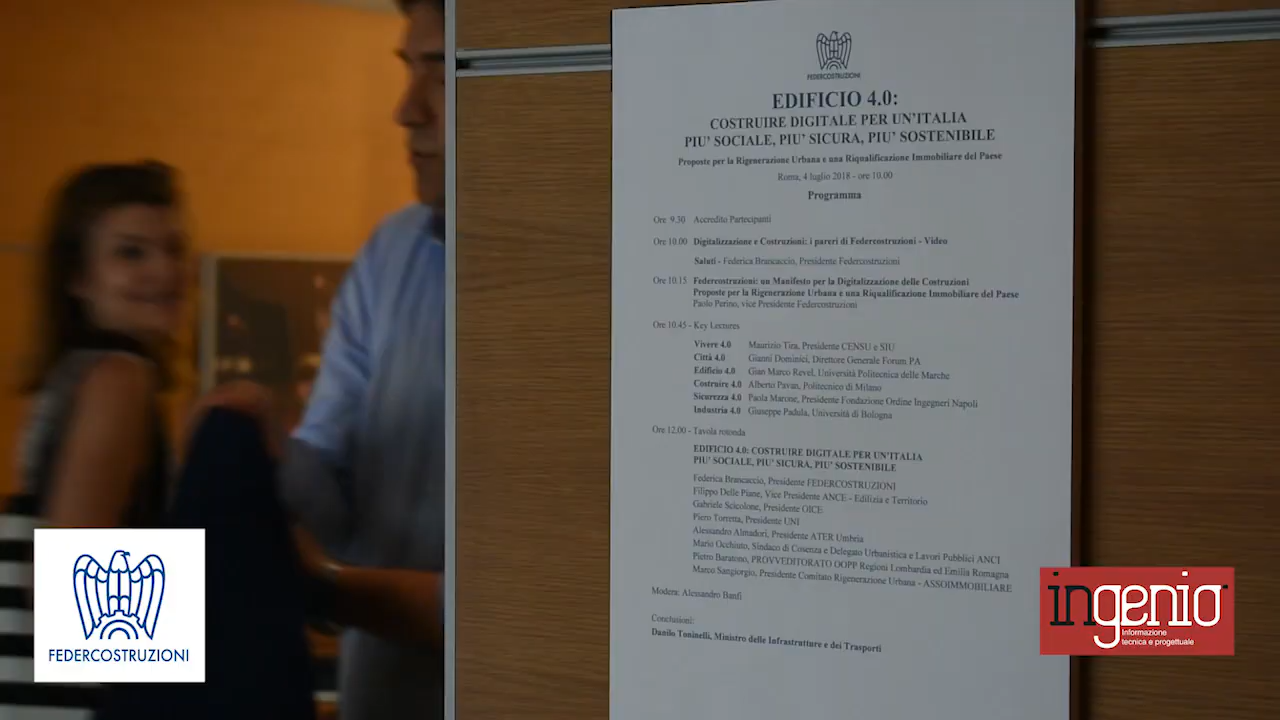 FEDERCOSTRUZIONI
EDIFICIO 4.0:
COSTRUIRE DIGITALE PER UN'ITALIA
PIU' SOCIALE, PIU' SICURA, PIU' SOSTENIBILE
Proposte per la Rigenerazione Urbana e una Riqualificazione Immobiliare del Paese
Roma, 4 luglio 2018 - ore 10.00
Programma
Ore 9.30 Accredito Partecipanti
Ore 10.00 Digitalizzazione e Costruzioni: i pareri di Federcostruzioni - Video
Saluti - Federica Brancaccio, Presidente Federcostruzioni
Ore 10.15 Federcostruzioni: un Manifesto per la Digitalizzazione delle Costruzioni
Proposte per la Rigenerazione Urbana e una Riqualificazione Immobiliare del Paese
Paolo Perino, vice Presidente Federcostruzioni
Ore 10.45 - Key Lectures
Vivere 4.0 Maurizio Tira, Presidente CENSU e SIU
Città 4.0 Gianni Dominici, Direttore Generale Forum PA
Edificio 4.0 Gian Marco Revel, Università Politecnica delle Marche
Costruire 4.0 Alberto Pavan, Politecnico di Milano
Sicurezza 4.0 Paola Marone, Presidente Fondazione Ordine Ingegneri Napoli
Industria 4.0 Giuseppe Padula, Università di Bologna
Ore 12.00 - Tavola rotonda
EDIFICIO 4.0: COSTRUIRE DIGITALE PER UN'ITALIA
PIU' SOCIALE, PIU' SICURA, PIU' SOSTENIBILE
Federica Brancaccio, Presidente FEDERCOSTRUZIONI
Filippo Delle Piane, Vice Presidente ANCE - Edilizia e Territorio
Gabriele Scicolone, Presidente OICE
Piero Torretta, Presidente UNI
Alessandro Almadori, Presidente ATER Umbria
Mario Occhiuto, Sindaco di Cosenza e Delegato Urbanistica e Lavori Pubblici ANCI
Pietro Baratono, PROVVEDITORATO OOPP Regioni Lombardia ed Emilia Romagna
Marco Sangiorgio, Presidente Comitato Rigenerazione Urbana - ASSOIMMOBILIARE
Modera: Alessandro Banfi
Conclusioni:
Danilo Toninelli, Ministro delle Infrastrutture e dei Trasporti
FEDERCOSTRUZIONI
ingenio
Informazione
tecnica e progettuale